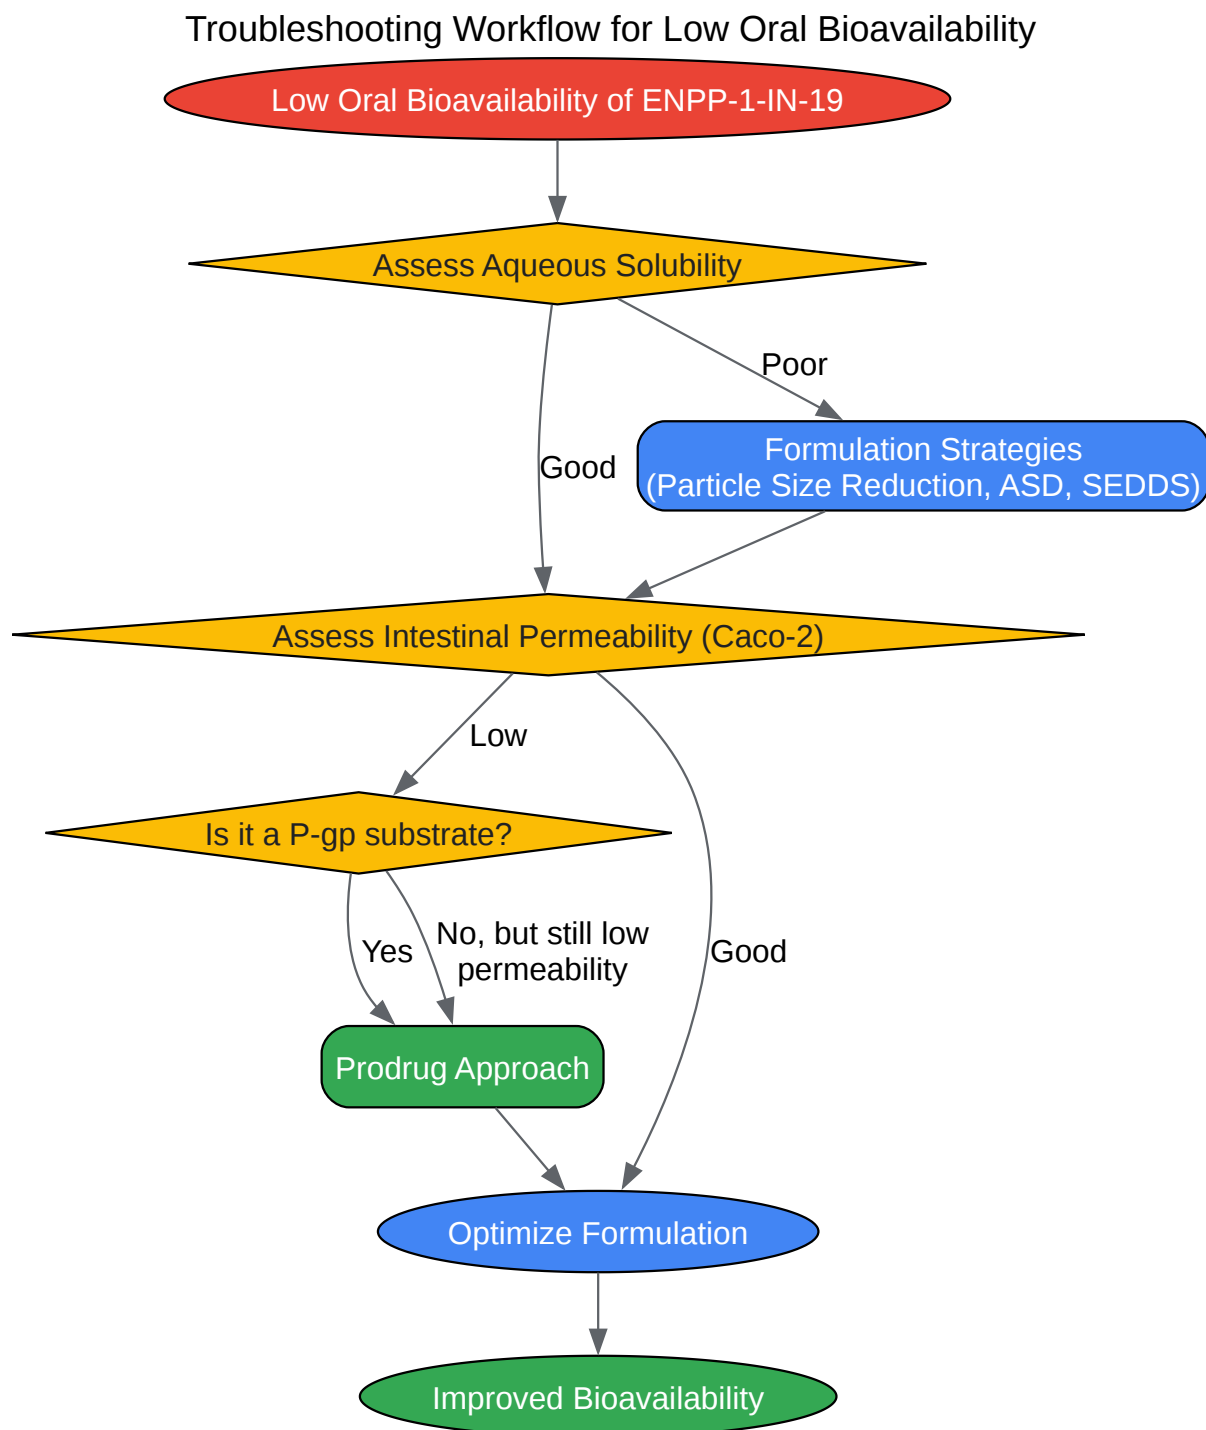 Troubleshooting Workflow for Low Oral Bioavailability
Low Oral Bioavailability of ENPP-1-IN-19
Assess Aqueous Solubility
Poor
Good
Formulation Strategies
(Particle Size Reduction, ASD, SEDDS)
Assess Intestinal Permeability (Caco-2)
Low
Is it a P-gp substrate?
Yes
No, but still low
permeability
Good
Prodrug Approach
Optimize Formulation
Improved Bioavailability